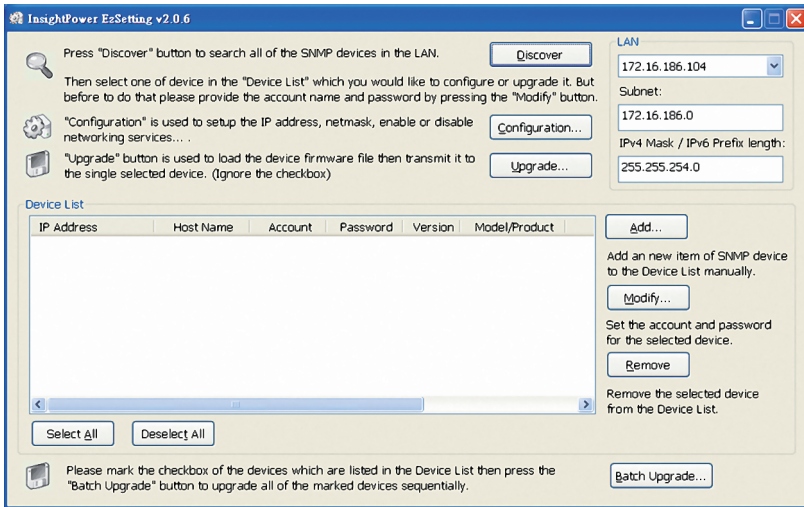 InsightPower EzSetting v2.0.6
Press "Discover" button to search all of the SNMP devices in the LAN.
Discover
Then select one of device in the "Device List" which you would like to configure or upgrade it. But
before to do that please provide the account name and password by pressing the "Modify" button.
"Configuration" is used to setup the IP address, netmask, enable or disable
networking services... .
Configuration...
"Upgrade" button is used to load the device firmware file then transmit it to
the single selected device. (Ignore the checkbox)
Upgrade...
LAN
172.16.186.104
Subnet:
172.16.186.0
IPv4 Mask / IPv6 Prefix length:
255.255.254.0
Device List
IP Address Host Name Account Password Version Model/Product
Add...
Add an new item of SNMP device
to the Device List manually.
Modify...
Set the account and password
for the selected device.
Remove
Remove the selected device
from the Device List.
Select All Deselect All
Please mark the checkbox of the devices which are listed in the Device List then press the
"Batch Upgrade" button to upgrade all of the marked devices sequentially.
Batch Upgrade...